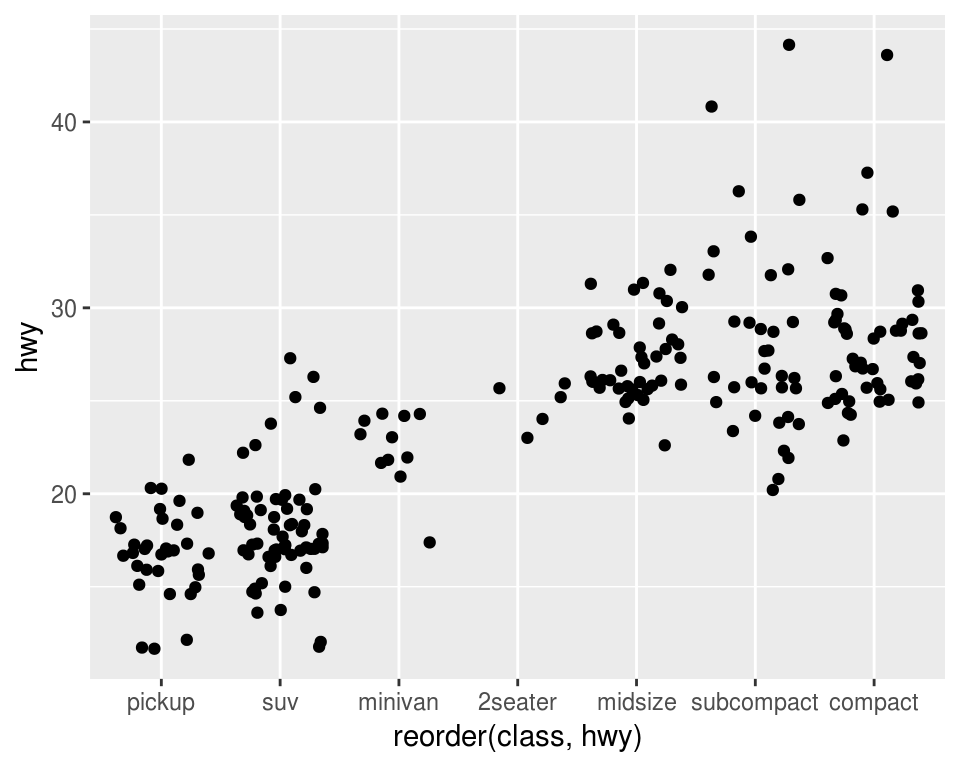 hwy
40
30
20
pickup suv minivan 2seater midsize subcompact compact
reorder(class, hwy)